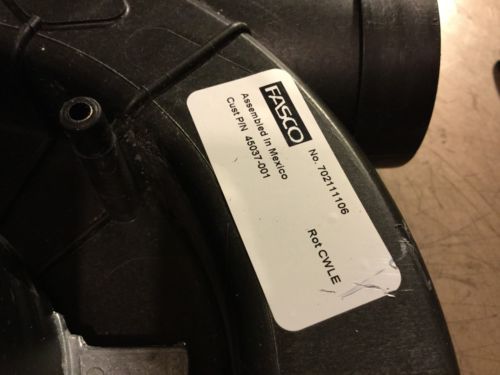 FASCO
No. 702111106
Assembled in Mexico
Cust P/N 45037-001
Rot CWLE